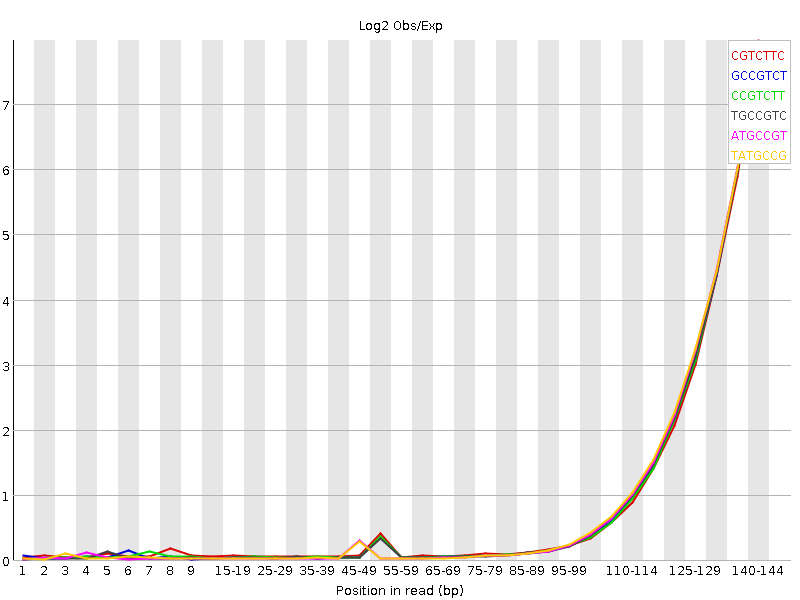 Log2 Obs/Exp
CGTCTTC
GCCGTCT
CCGTCTT
TGCCGTC
ATGCCGT
TATGCCG
7
6
5
4
3
2
1
0
1 2 3 4 5 6 7 8 9 15-19 25-29 35-39 45-49 55-59 65-69 75-79 85-89 95-99 110-114 125-129 140-144
Position in read (bp)